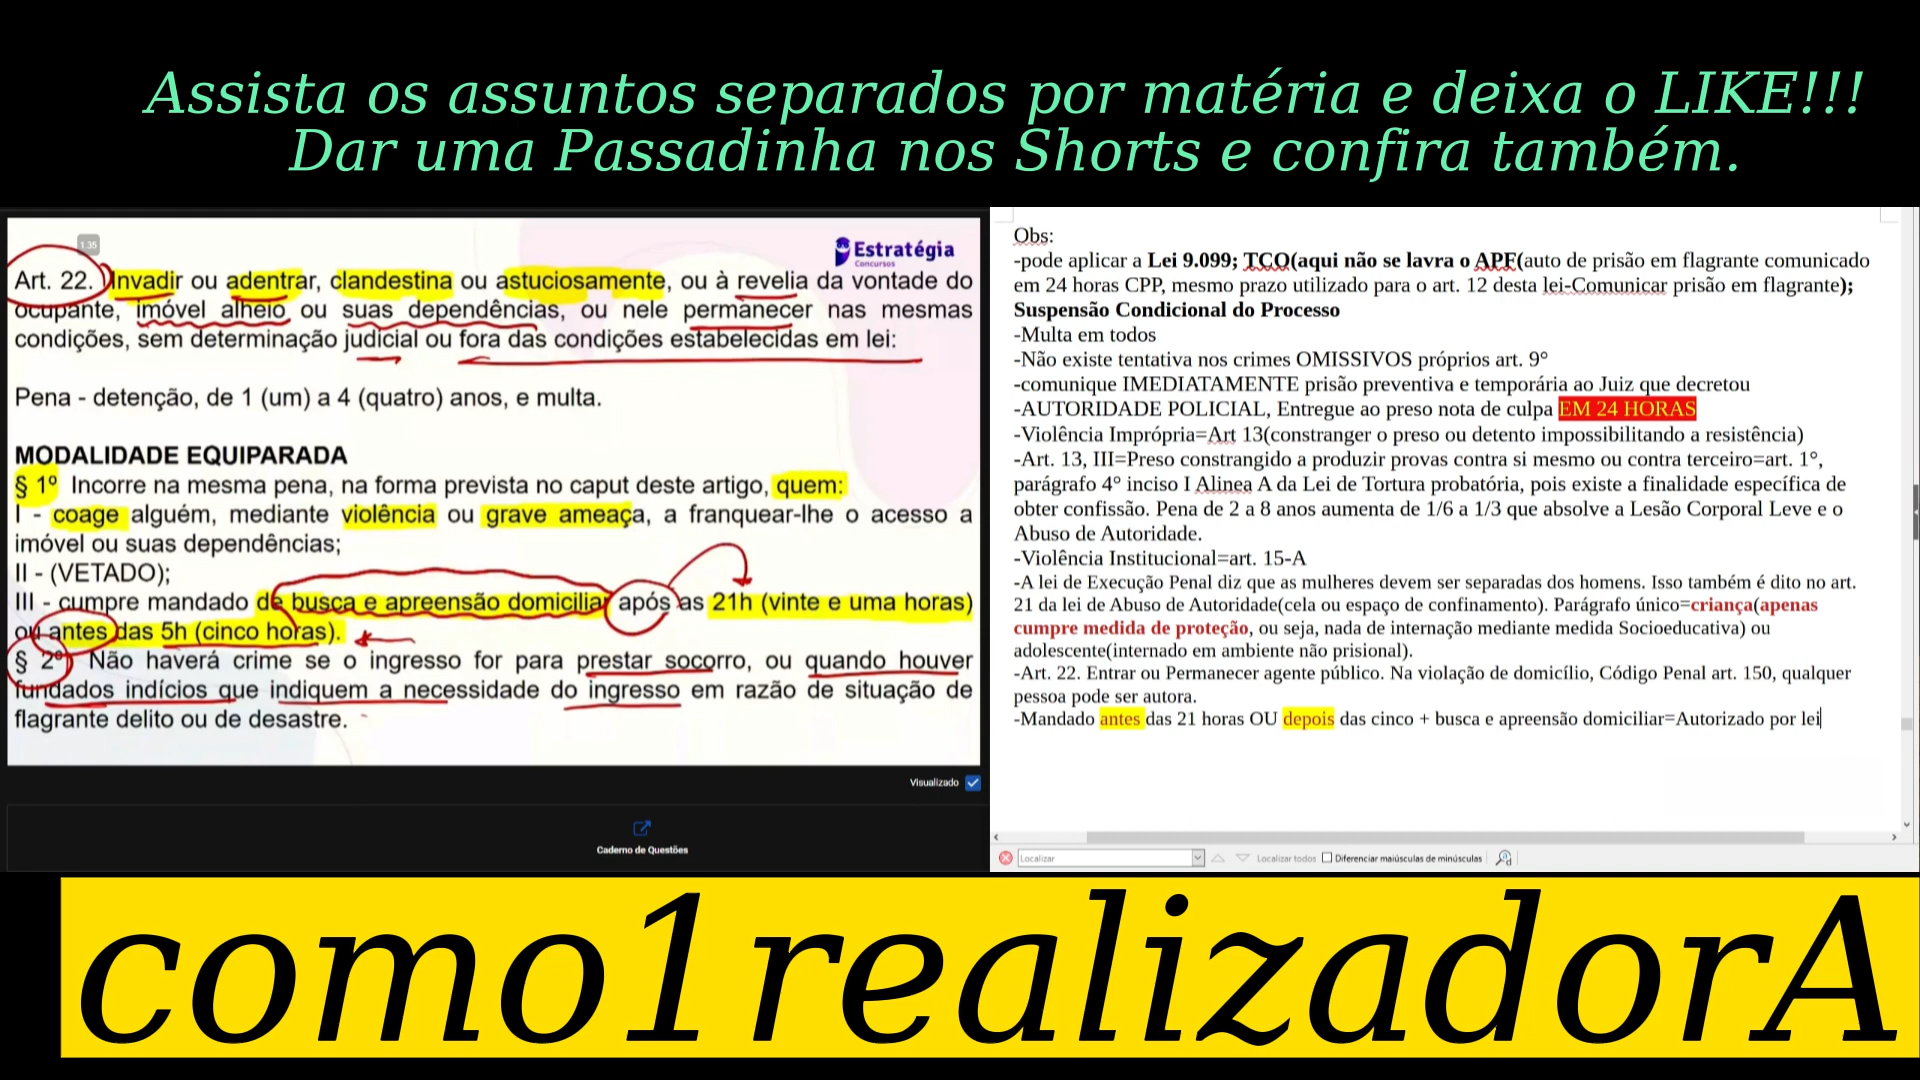 Assista os assuntos separados por matéria e deixa o LIKE!!!
Dar uma Passadinha nos Shorts e confira também.
1.35
Estratégia
Concursos
Art. 22. Invadir ou adentrar, clandestina ou astuciosamente, ou à revelia da vontade do
ocupante, imóvel alheio ou suas dependências, ou nele permanecer nas mesmas
condições, sem determinação judicial ou fora das condições estabelecidas em lei:
Pena - detenção, de 1 (um) a 4 (quatro) anos, e multa.
MODALIDADE EQUIPARADA
§ 1º Incorre na mesma pena, na forma prevista no caput deste artigo, quem:
I - coage alguém, mediante violência ou grave ameaça, a franquear-lhe o acesso a
imóvel ou suas dependências;
II - (VETADO);
III - cumpre mandado de busca e apreensão domiciliar após as 21h (vinte e uma horas)
ou antes das 5h (cinco horas).
§ 2º Não haverá crime se o ingresso for para prestar socorro, ou quando houver
fundados indícios que indiquem a necessidade do ingresso em razão de situação de
flagrante delito ou de desastre.
Visualizado
Caderno de Questões
Obs:
-pode aplicar a Lei 9.099; TCO(aqui não se lavra o APF(auto de prisão em flagrante comunicado
em 24 horas CPP, mesmo prazo utilizado para o art. 12 desta lei-Comunicar prisão em flagrante);
Suspensão Condicional do Processo
-Multa em todos
-Não existe tentativa nos crimes OMISSIVOS próprios art. 9°
-comunique IMEDIATAMENTE prisão preventiva e temporária ao Juiz que decretou
-AUTORIDADE POLICIAL, Entregue ao preso nota de culpa EM 24 HORAS
-Violência Imprópria=Art 13(constranger o preso ou detento impossibilitando a resistência)
-Art. 13, III=Preso constrangido a produzir provas contra si mesmo ou contra terceiro=art. 1°,
parágrafo 4° inciso I Alinea A da Lei de Tortura probatória, pois existe a finalidade específica de
obter confissão. Pena de 2 a 8 anos aumenta de 1/6 a 1/3 que absolve a Lesão Corporal Leve e o
Abuso de Autoridade.
-Violência Institucional=art. 15-A
-A lei de Execução Penal diz que as mulheres devem ser separadas dos homens. Isso também é dito no art.
21 da lei de Abuso de Autoridade(cela ou espaço de confinamento). Parágrafo único=criança(apenas
cumpre medida de proteção, ou seja, nada de internação mediante medida Socioeducativa) ou
adolescente(internado em ambiente não prisional).
-Art. 22. Entrar ou Permanecer agente público. Na violação de domicílio, Código Penal art. 150, qualquer
pessoa pode ser autora.
-Mandado antes das 21 horas OU depois das cinco + busca e apreensão domiciliar=Autorizado por lei
Localizar
Localizar todos
Diferenciar maiúsculas de minúsculas
como1realizadorA